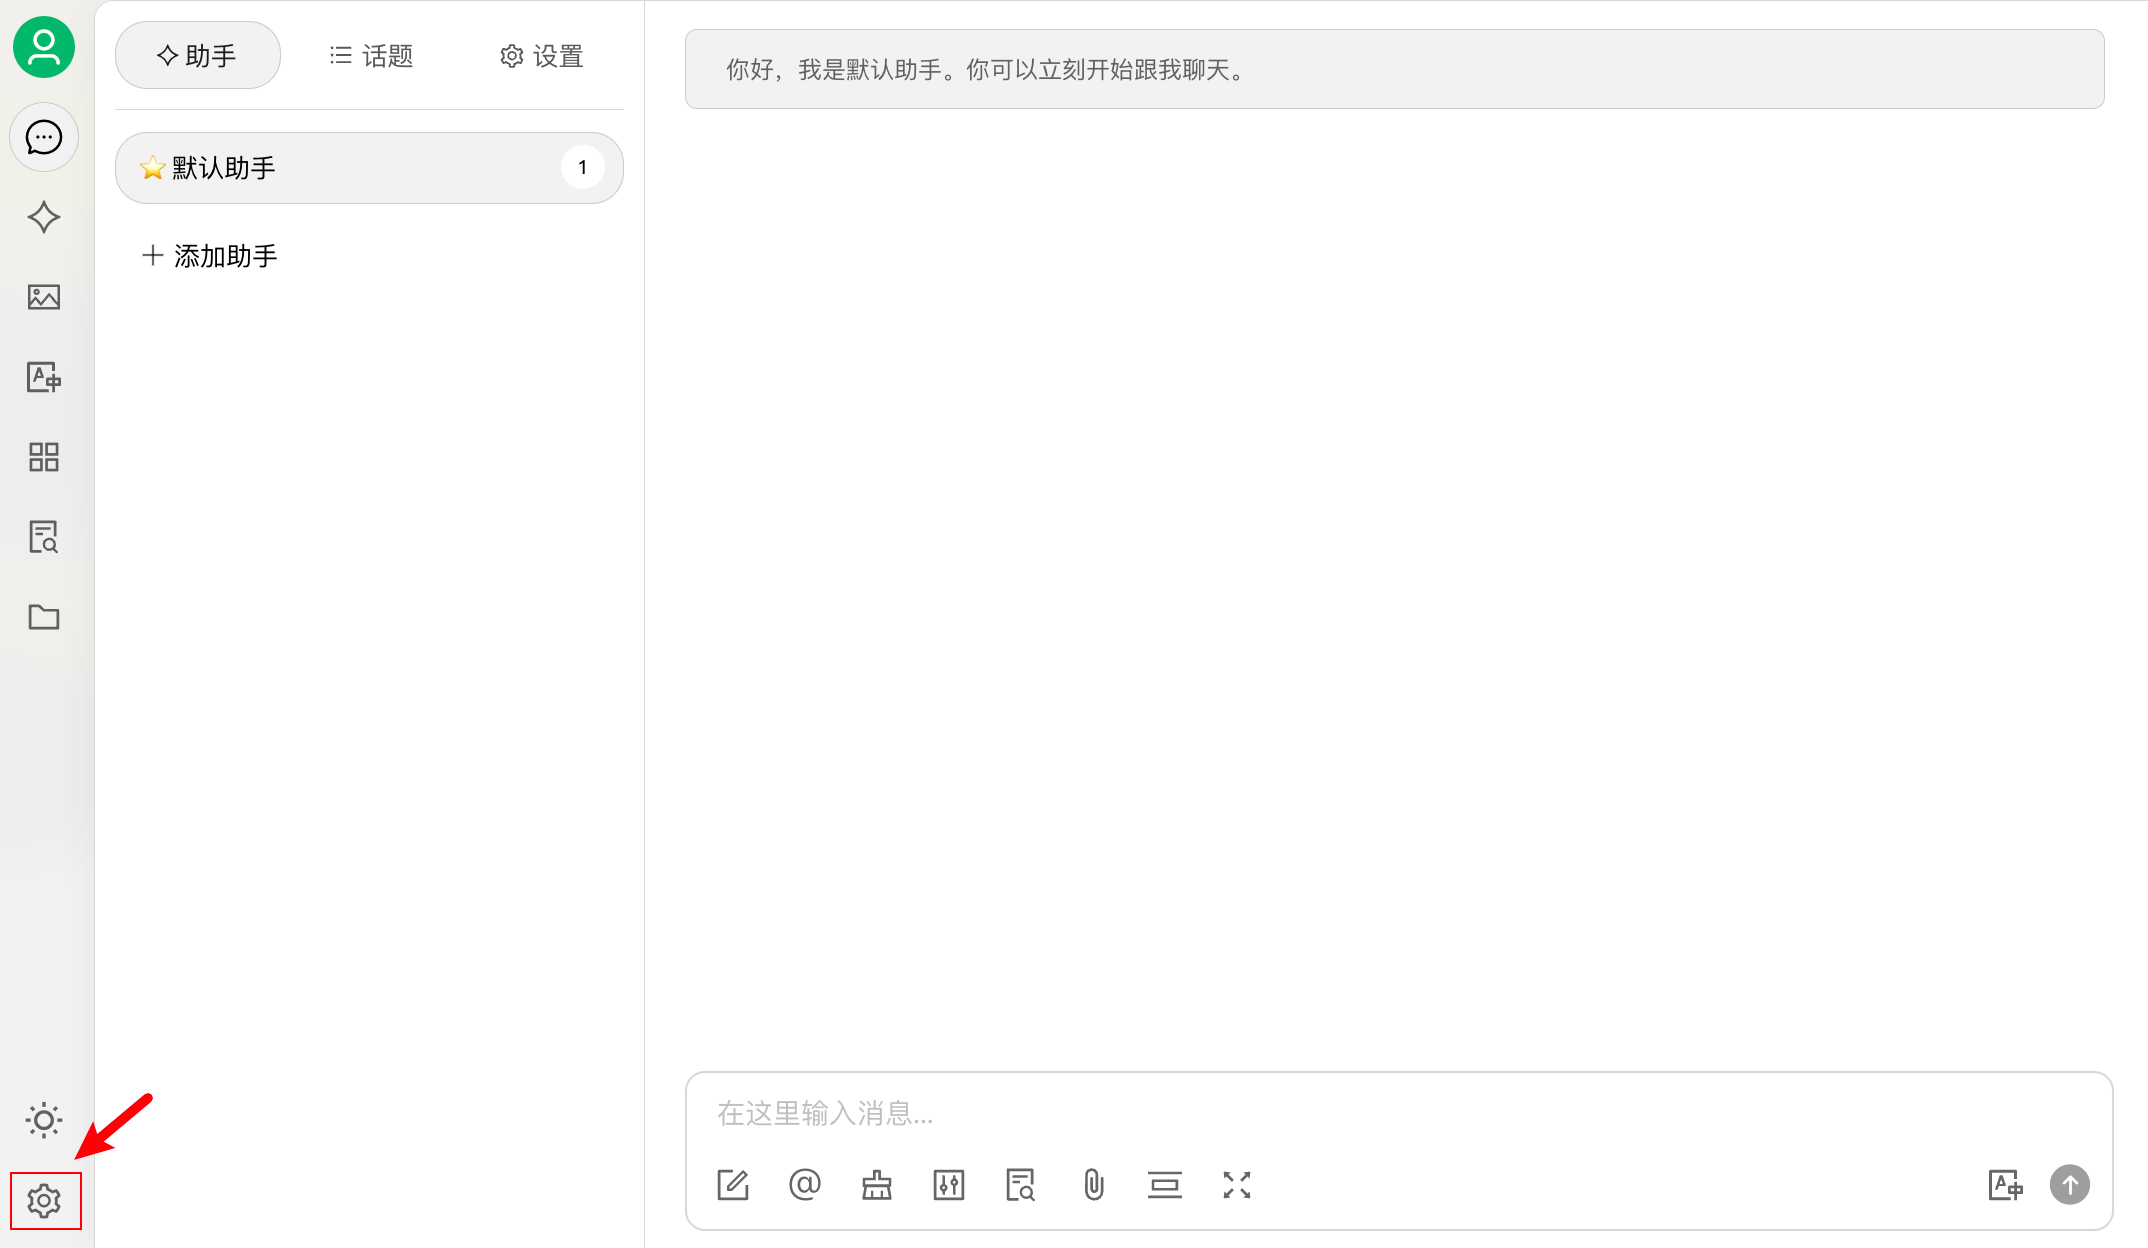 助手
话题
设置
默认助手
1
添加助手
你好，我是默认助手。你可以立刻开始跟我聊天。
在这里输入消息...